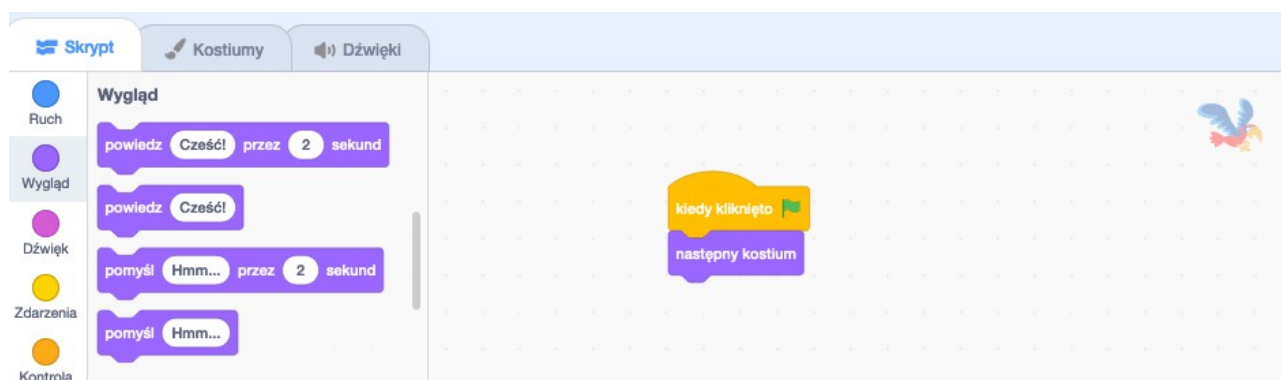 Skrypt
Kostiumy
Dźwięki
Ruch
Wygląd
Dźwięk
Zdarzenia
Kontrola
Wygląd
powiedz Cześć! przez 2 sekund
powiedz Cześć!
pomyśl Hmm... przez 2 sekund
pomyśl Hmm...
kiedy kliknięto
następny kostium